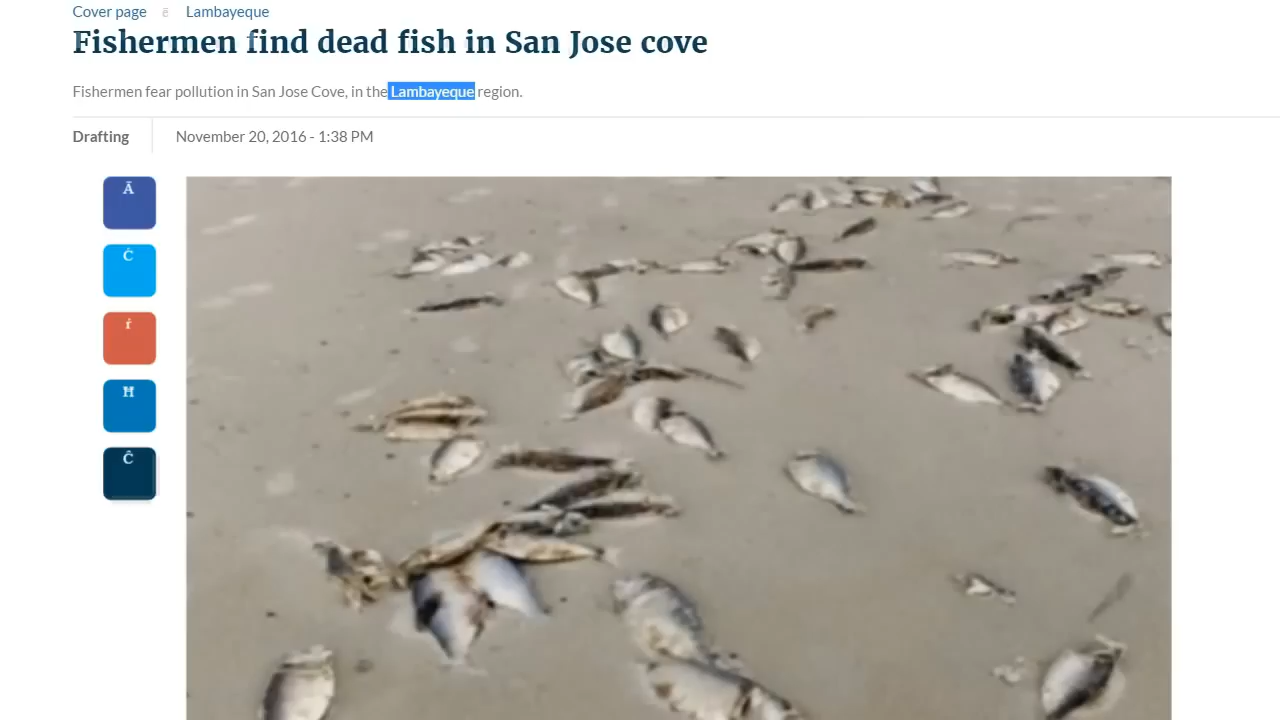 Cover page ē Lambayeque
Fishermen find dead fish in San Jose cove
Fishermen fear pollution in San Jose Cove, in the Lambayeque region.
Drafting November 20, 2016 - 1:38 PM
Ā
Ċ
ŕ
Ħ
Ĉ